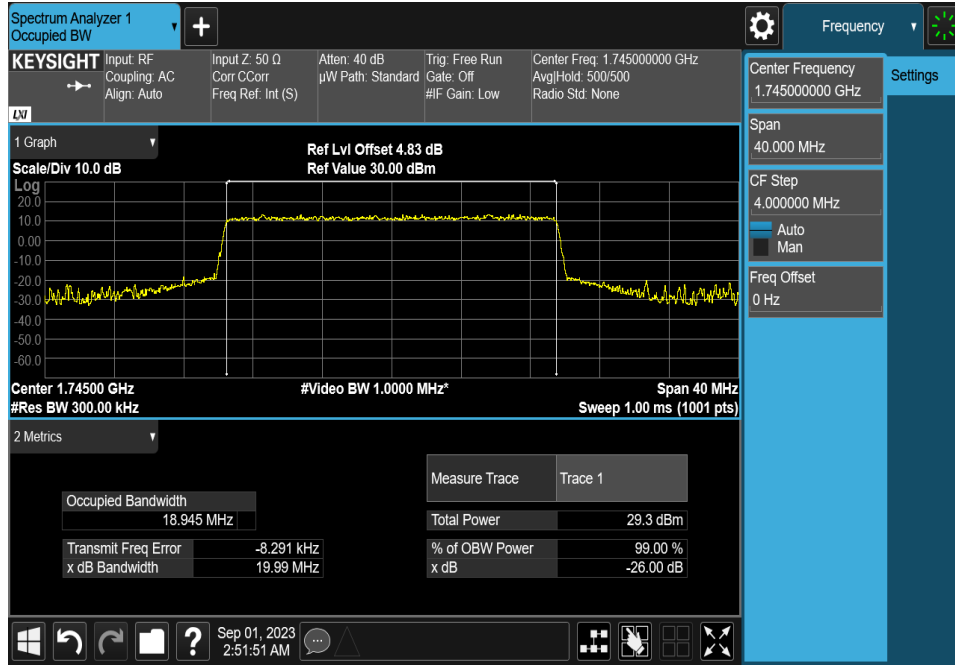 Spectrum Analyzer 1
Occupied BW
Frequency
KEYSIGHT
LXI
Input: RF
Coupling: AC
Align: Auto
Input Z: 50 Ω
Corr CCorr
Freq Ref: Int (S)
Atten: 40 dB
µW Path: Standard
Trig: Free Run
Gate: Off
#IF Gain: Low
Center Freq: 1.745000000 GHz
Avg|Hold: 500/500
Radio Std: None
Center Frequency
1.745000000 GHz
Settings
Span
40.000 MHz
CF Step
4.000000 MHz
Auto
Man
Freq Offset
0 Hz
1 Graph
Scale/Div 10.0 dB
Ref Lvl Offset 4.83 dB
Ref Value 30.00 dBm
Log
20.0
10.0
0.00
-10.0
-20.0
-30.0
-40.0
-50.0
-60.0
Center 1.74500 GHz
#Video BW 1.0000 MHz*
Span 40 MHz
#Res BW 300.00 kHz
Sweep 1.00 ms (1001 pts)
2 Metrics
Measure Trace Trace 1
Occupied Bandwidth
18.945 MHz
Total Power 29.3 dBm
Transmit Freq Error -8.291 kHz
% of OBW Power 99.00 %
x dB Bandwidth 19.99 MHz
x dB -26.00 dB
?
Sep 01, 2023
2:51:51 AM